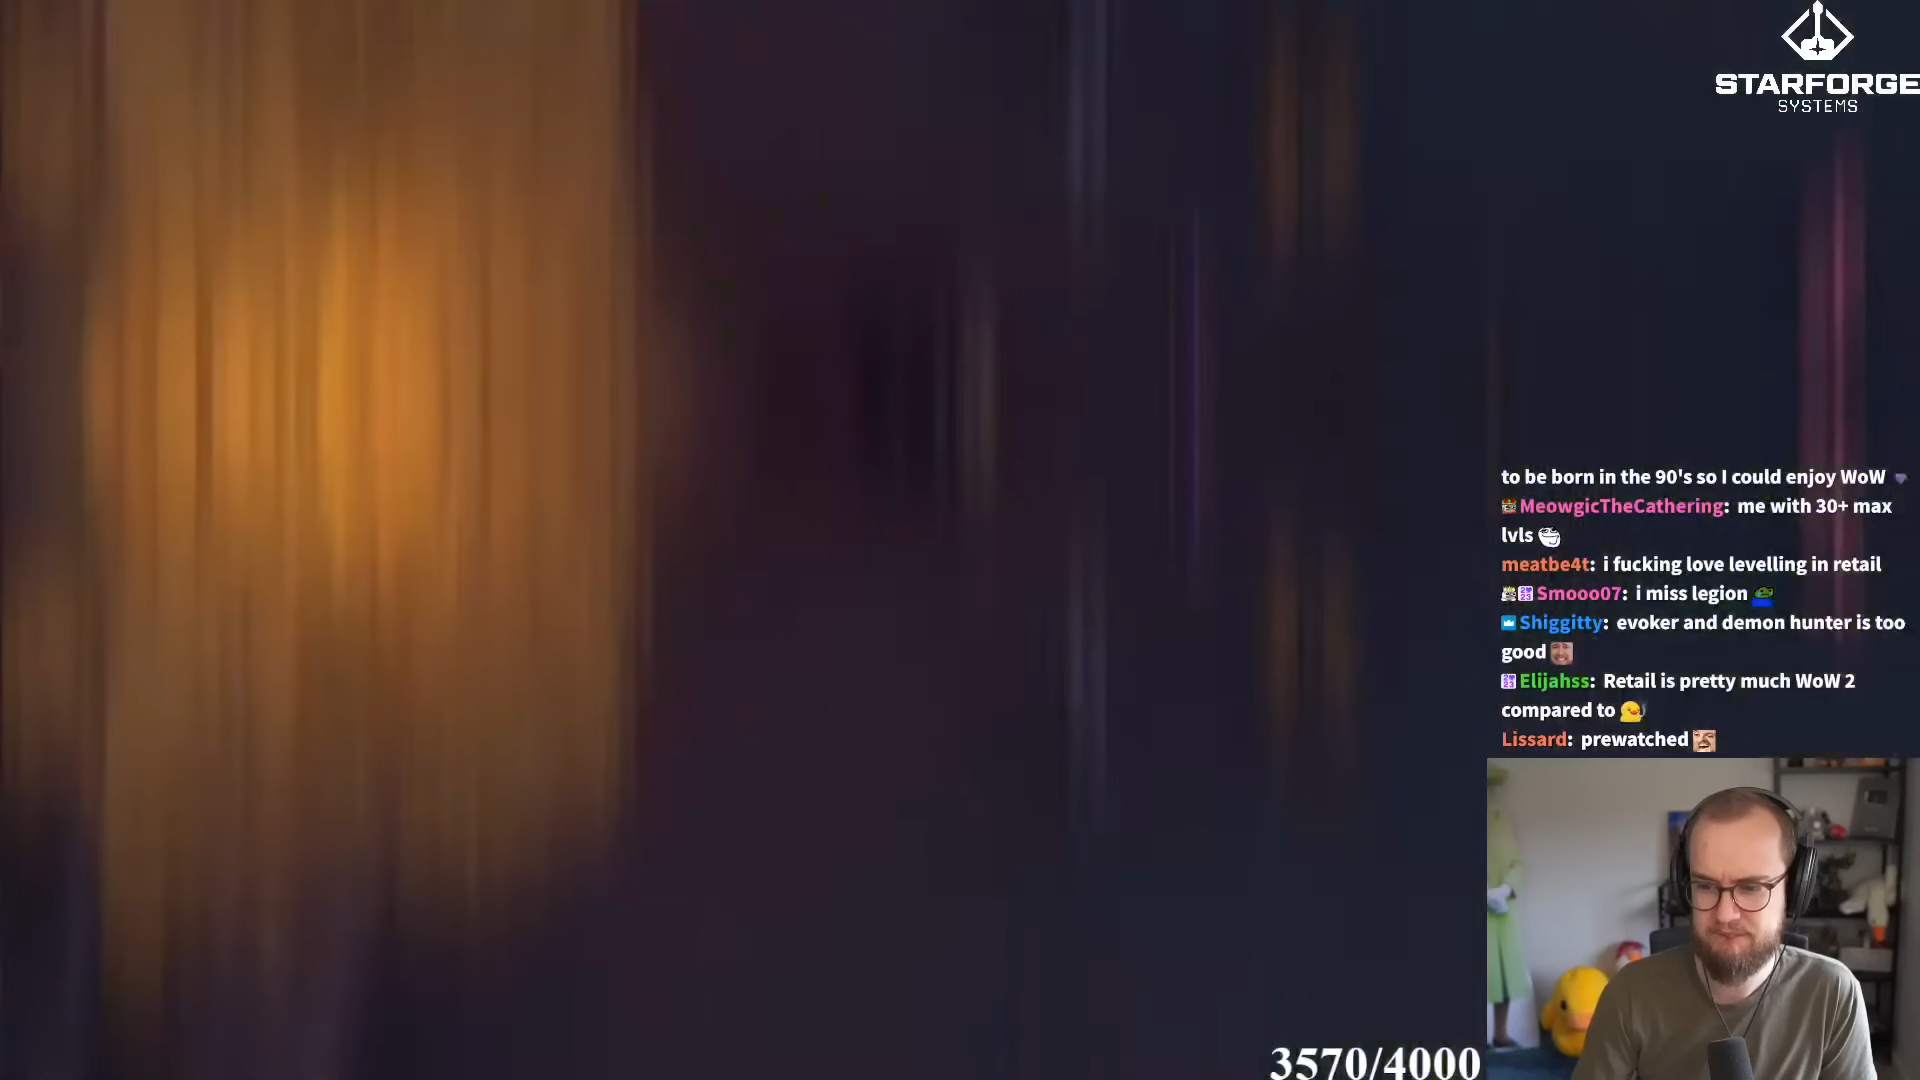 STARFORGE
SYSTEMS
to be born in the 90's so I could enjoy WoW
MeowgicTheCathering: me with 30+ max
lvls
meatbe4t: i fucking love levelling in retail
Smooo07: i miss legion
Shiggitty: evoker and demon hunter is too
good
Elijahss: Retail is pretty much WoW 2
compared to
Lissard: prewatched
3570/4000